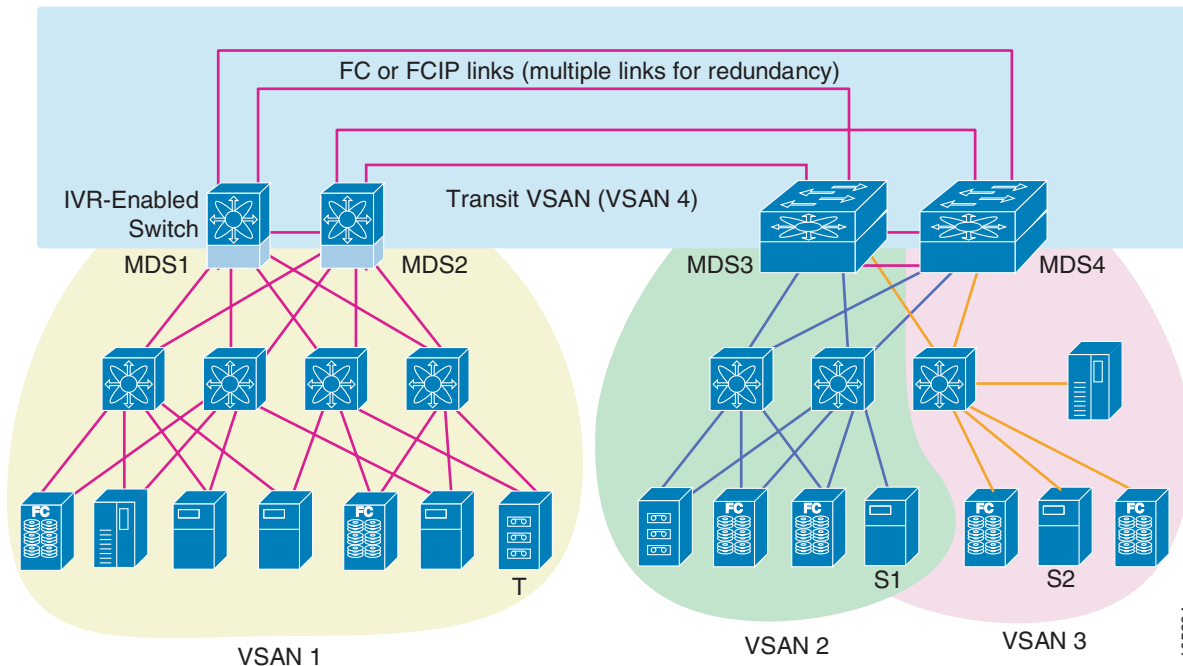 FC or FCIP links (multiple links for redundancy)
IVR-Enabled
Switch
Transit VSAN (VSAN 4)
MDS1
MDS2
MDS3
MDS4
FC
FC
FC
FC
FC
FC
T
S1
S2
VSAN 1
VSAN 2
VSAN 3